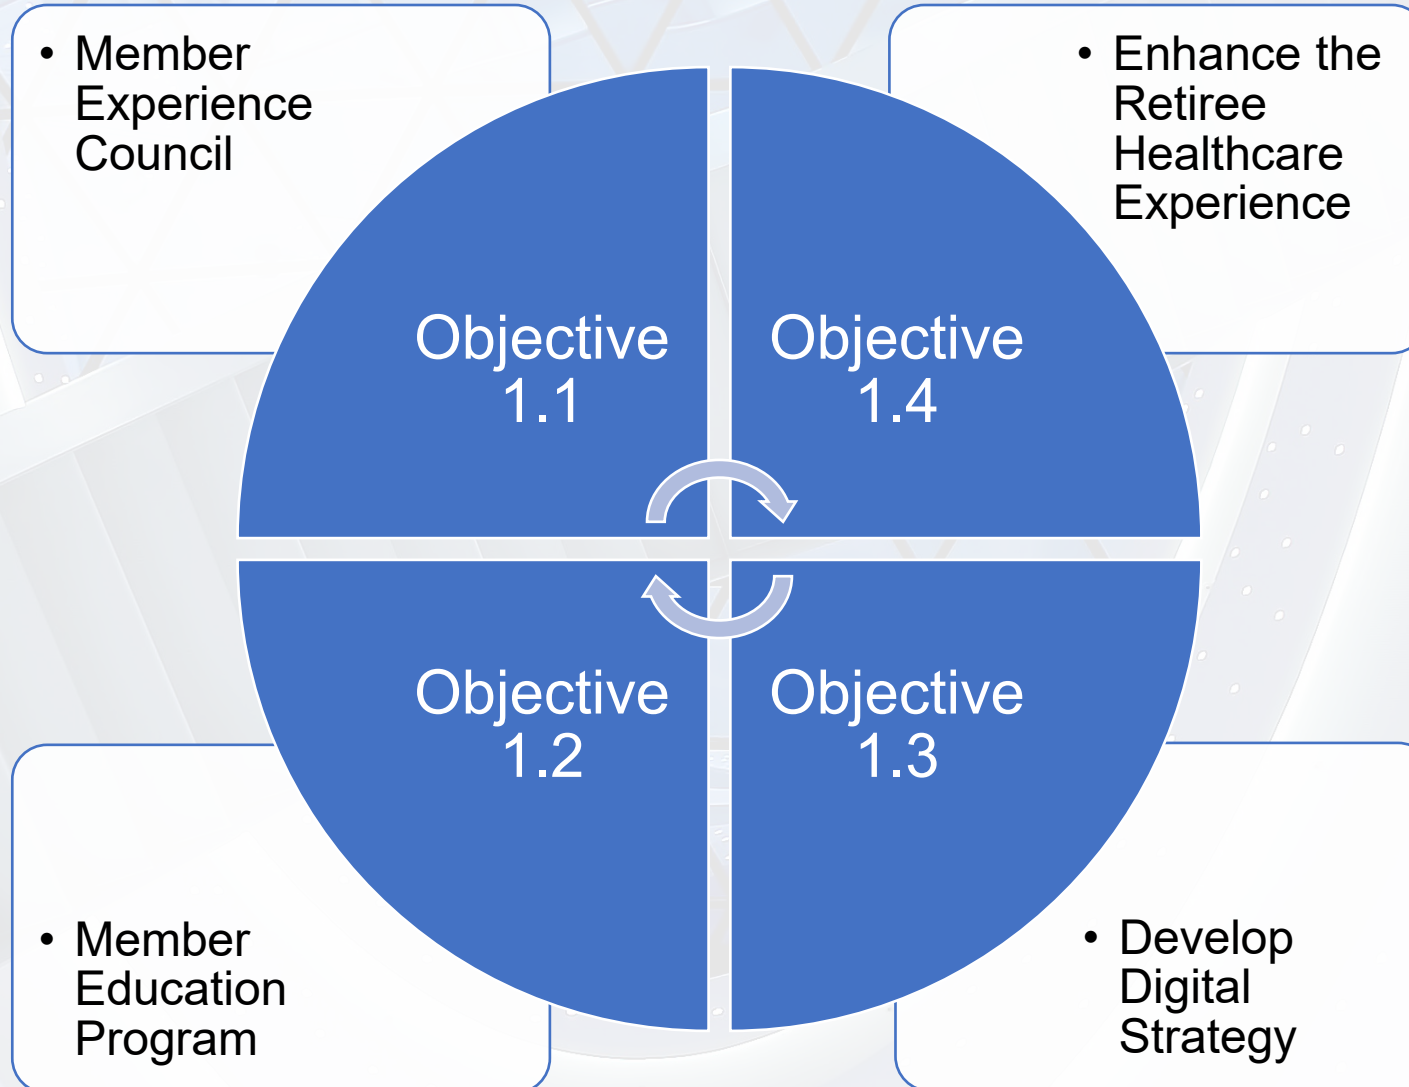 • Member
Experience
Council
• Enhance the
Retiree
Healthcare
Experience
Objective
1.1
Objective
1.4
Objective
1.2
Objective
1.3
• Member
Education
Program
• Develop
Digital
Strategy